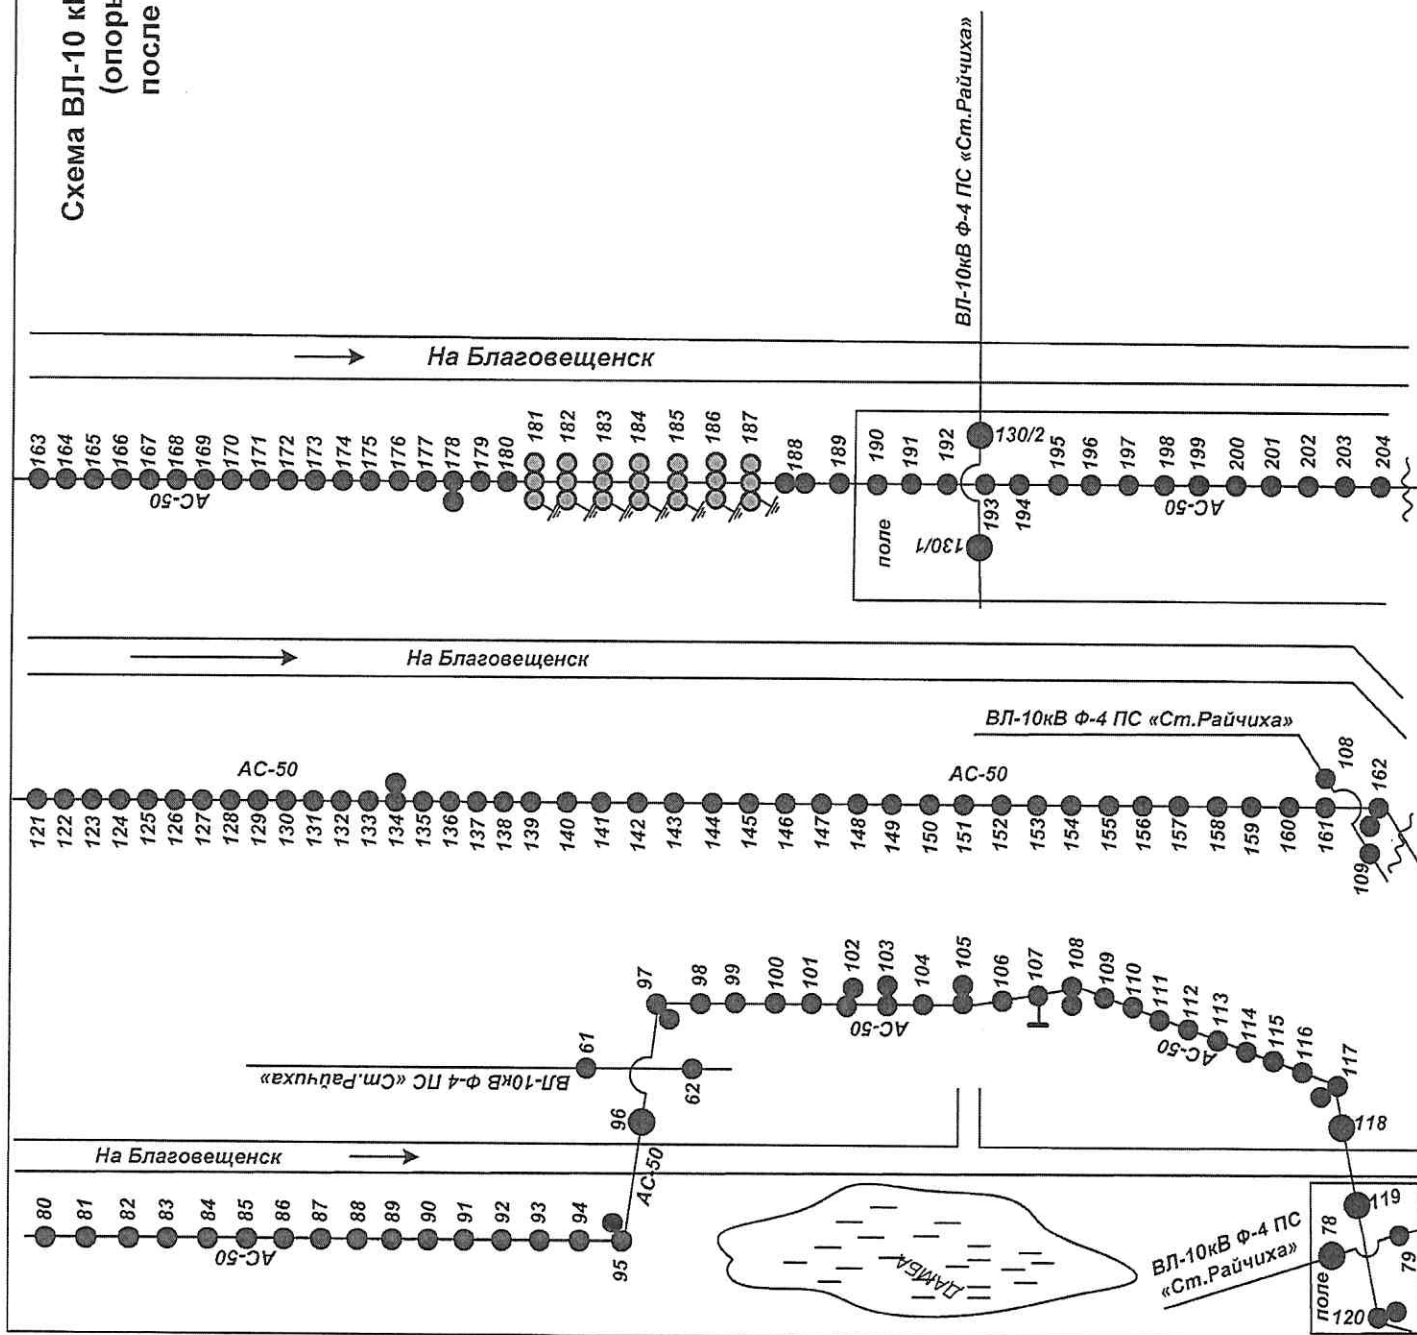 Схема ВЛ-10
(опоры
после
ВЛ-10кВ Ф-4 ПС «Ст.Райчиха»
На Благовещенск
163 164 165 166 167 168 169 170 171 172 173 174 175 176 177 178 179 180 181 182 183 184 185 186 187 188 189 190 191 192
130/2
195 196 197 198 199 200 201 202 203 204
АС-50
193 194
АС-50
поле
130/1
На Благовещенск
ВЛ-10кВ Ф-4 ПС «Ст.Райчиха»
108
162
АС-50
АС-50
121 122 123 124 125 126 127 128 129 130 131 132 133 134 135 136 137 138 139 140 141 142 143 144 145 146 147 148 149 150 151 152 153 154 155 156 157 158 159 160 161
109
97 98 99 100 101 102 103 104 105 106 107 108 109 110 111 112 113 114 115 116 117
АС-50
АС-50
61
ВЛ-10кВ Ф-4 ПС «Ст.Райчиха»
62
96
118
На Благовещенск
АС-50
80 81 82 83 84 85 86 87 88 89 90 91 92 93 94
АС-50
95
ДАМБА
ВЛ-10кВ Ф-4 ПС
«Ст.Райчиха»
119
78
79
поле
120